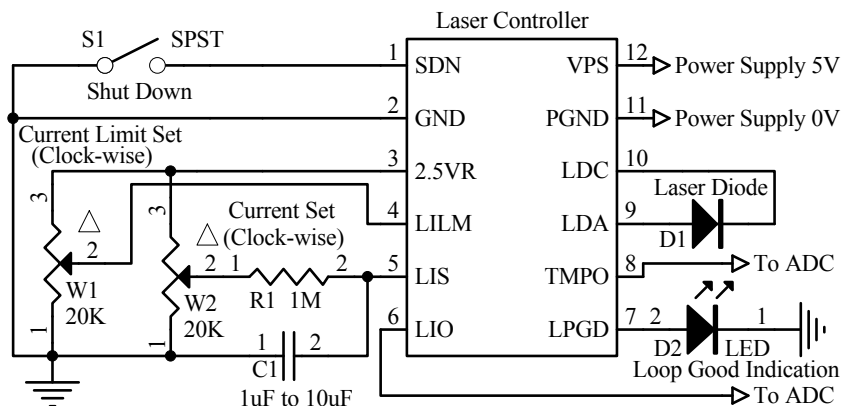 Laser Controller
S1 SPST
Shut Down
1 SDN VPS 12 Power Supply 5V
2 GND PGND 11 Power Supply 0V
Current Limit Set
(Clock-wise)
3 2.5VR LDC 10
Laser Diode
4 LILM LDA 9
D1
3
3
△
2
W1
20K
1
Current Set
△ (Clock-wise)
2
W2
20K
1
1 2
R1 1M
5 LIS TMPO 8 To ADC
6 LIO LPGD 7 2 1
D2 LED
Loop Good Indication
1 2
C1
1uF to 10uF
To ADC